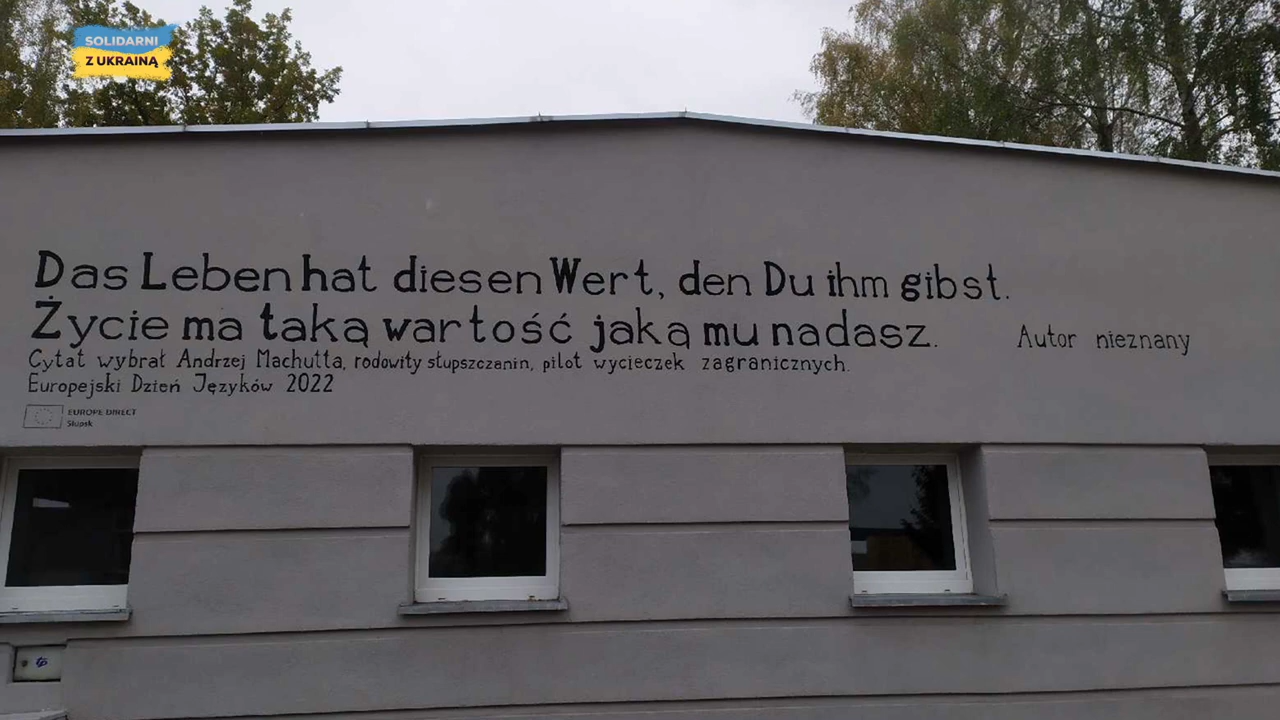 SOLIDARNI
Z UKRAINĄ
Das Leben hat diesen Wert, den Du ihm gibst.
Życie ma taką wartość jaką mu nadasz.
Autor nieznany
Cytat wybrał Andrzej Machutta, rodowity słupszczanin, pilot wycieczek zagranicznych.
Europejski Dzień Języków 2022
EUROPE DIRECT
Słupsk